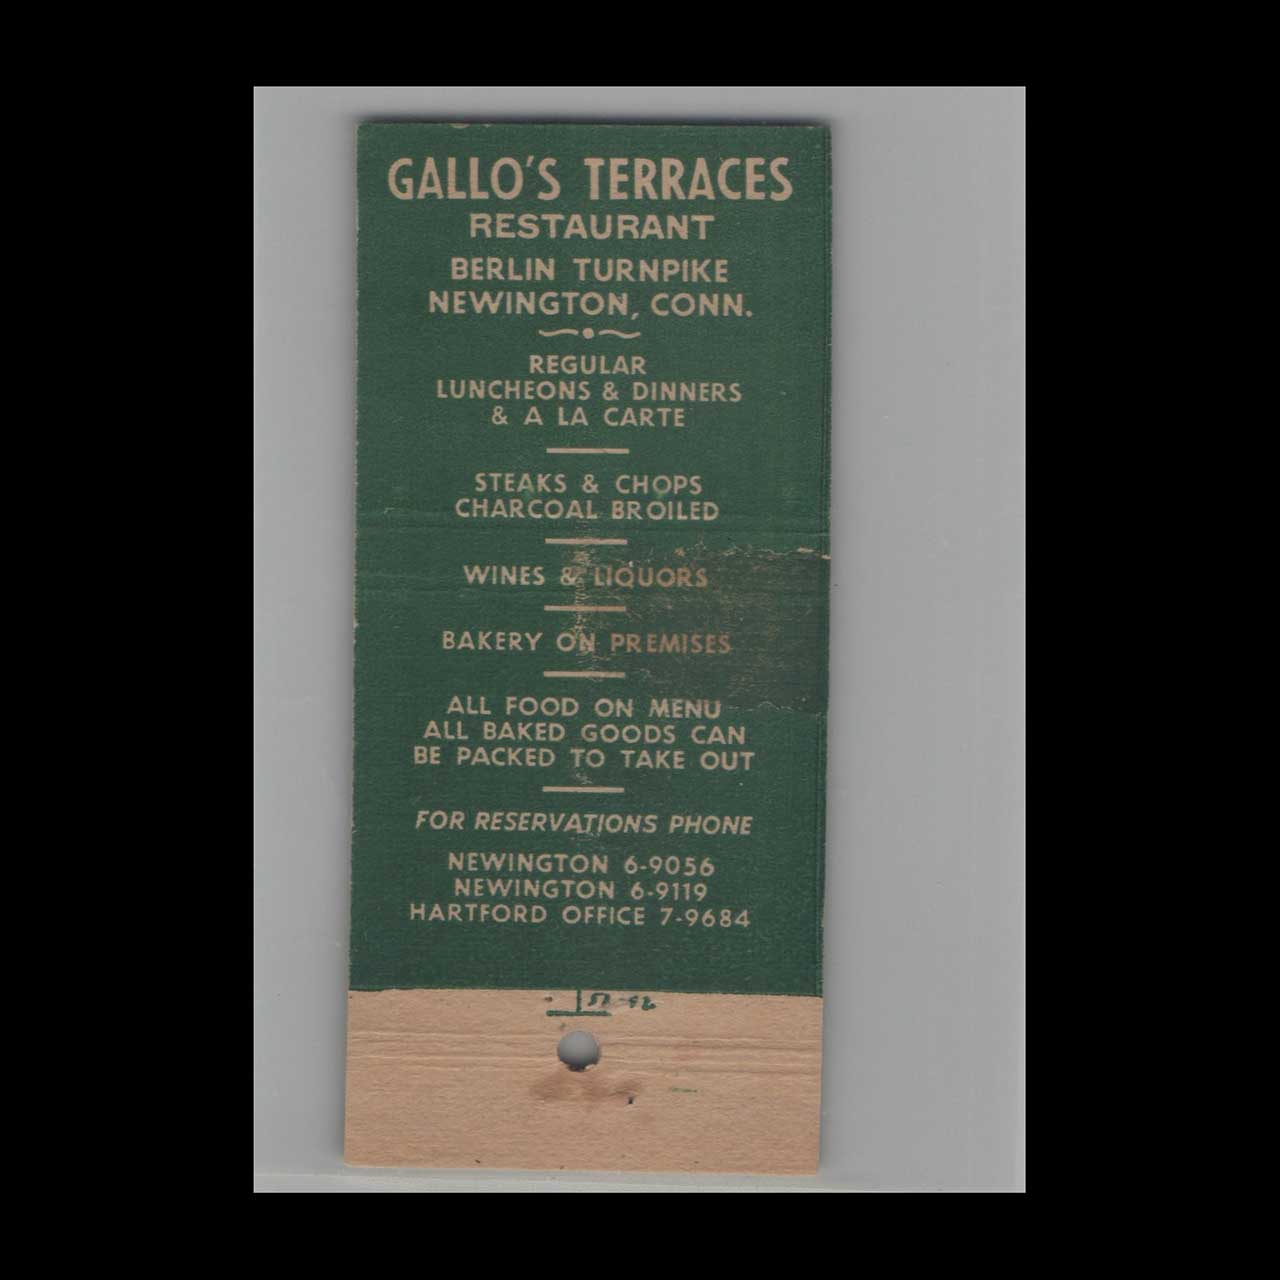 GALLO'S TERRACES
RESTAURANT
BERLIN TURNPIKE
NEWINGTON, CONN.
REGULAR
LUNCHEONS & DINNERS
& A LA CARTE
STEAKS & CHOPS
CHARCOAL BROILED
WINES & LIQUORS
BAKERY ON PREMISES
ALL FOOD ON MENU
ALL BAKED GOODS CAN
BE PACKED TO TAKE OUT
FOR RESERVATIONS PHONE
NEWINGTON 6-9056
NEWINGTON 6-9119
HARTFORD OFFICE 7-9684